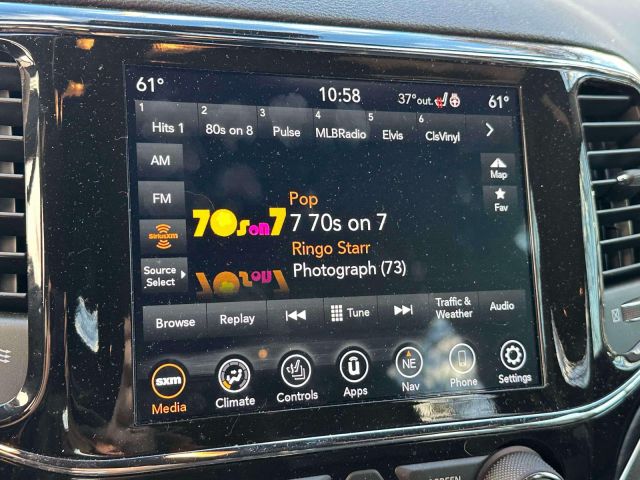 61° 10:58 37°out. 61°
1 2 3 4 5 6
Hits 1 80s on 8 Pulse MLBRadio Elvis ClsVinyl
AM
Map
FM
Fav
SiriusXM
70s on 7
Pop
7 70s on 7
Ringo Starr
Photograph (73)
Source
Select
Browse Replay Tune Traffic &
Weather Audio
sxm NE
Media Climate Controls Apps Nav Phone Settings
SCREEN